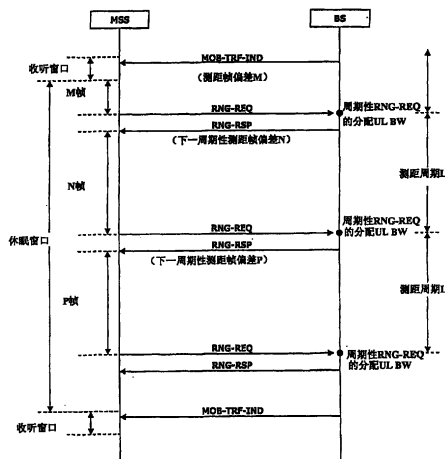 MSS
BS
MOB-TRF-IND
收听窗口
(测距帧偏差M)
M帧
RNG-REQ
周期性RNG-REQ
的分配UL BW
RNG-RSP
(下一周期性测距帧偏差N)
N帧
测距周期L
RNG-REQ
周期性RNG-REQ
的分配UL BW
休眠窗口
RNG-RSP
(下一周期性测距帧偏差P)
P帧
测距周期L
RNG-REQ
周期性RNG-REQ
的分配UL BW
RNG-RSP
MOB-TRF-IND
收听窗口